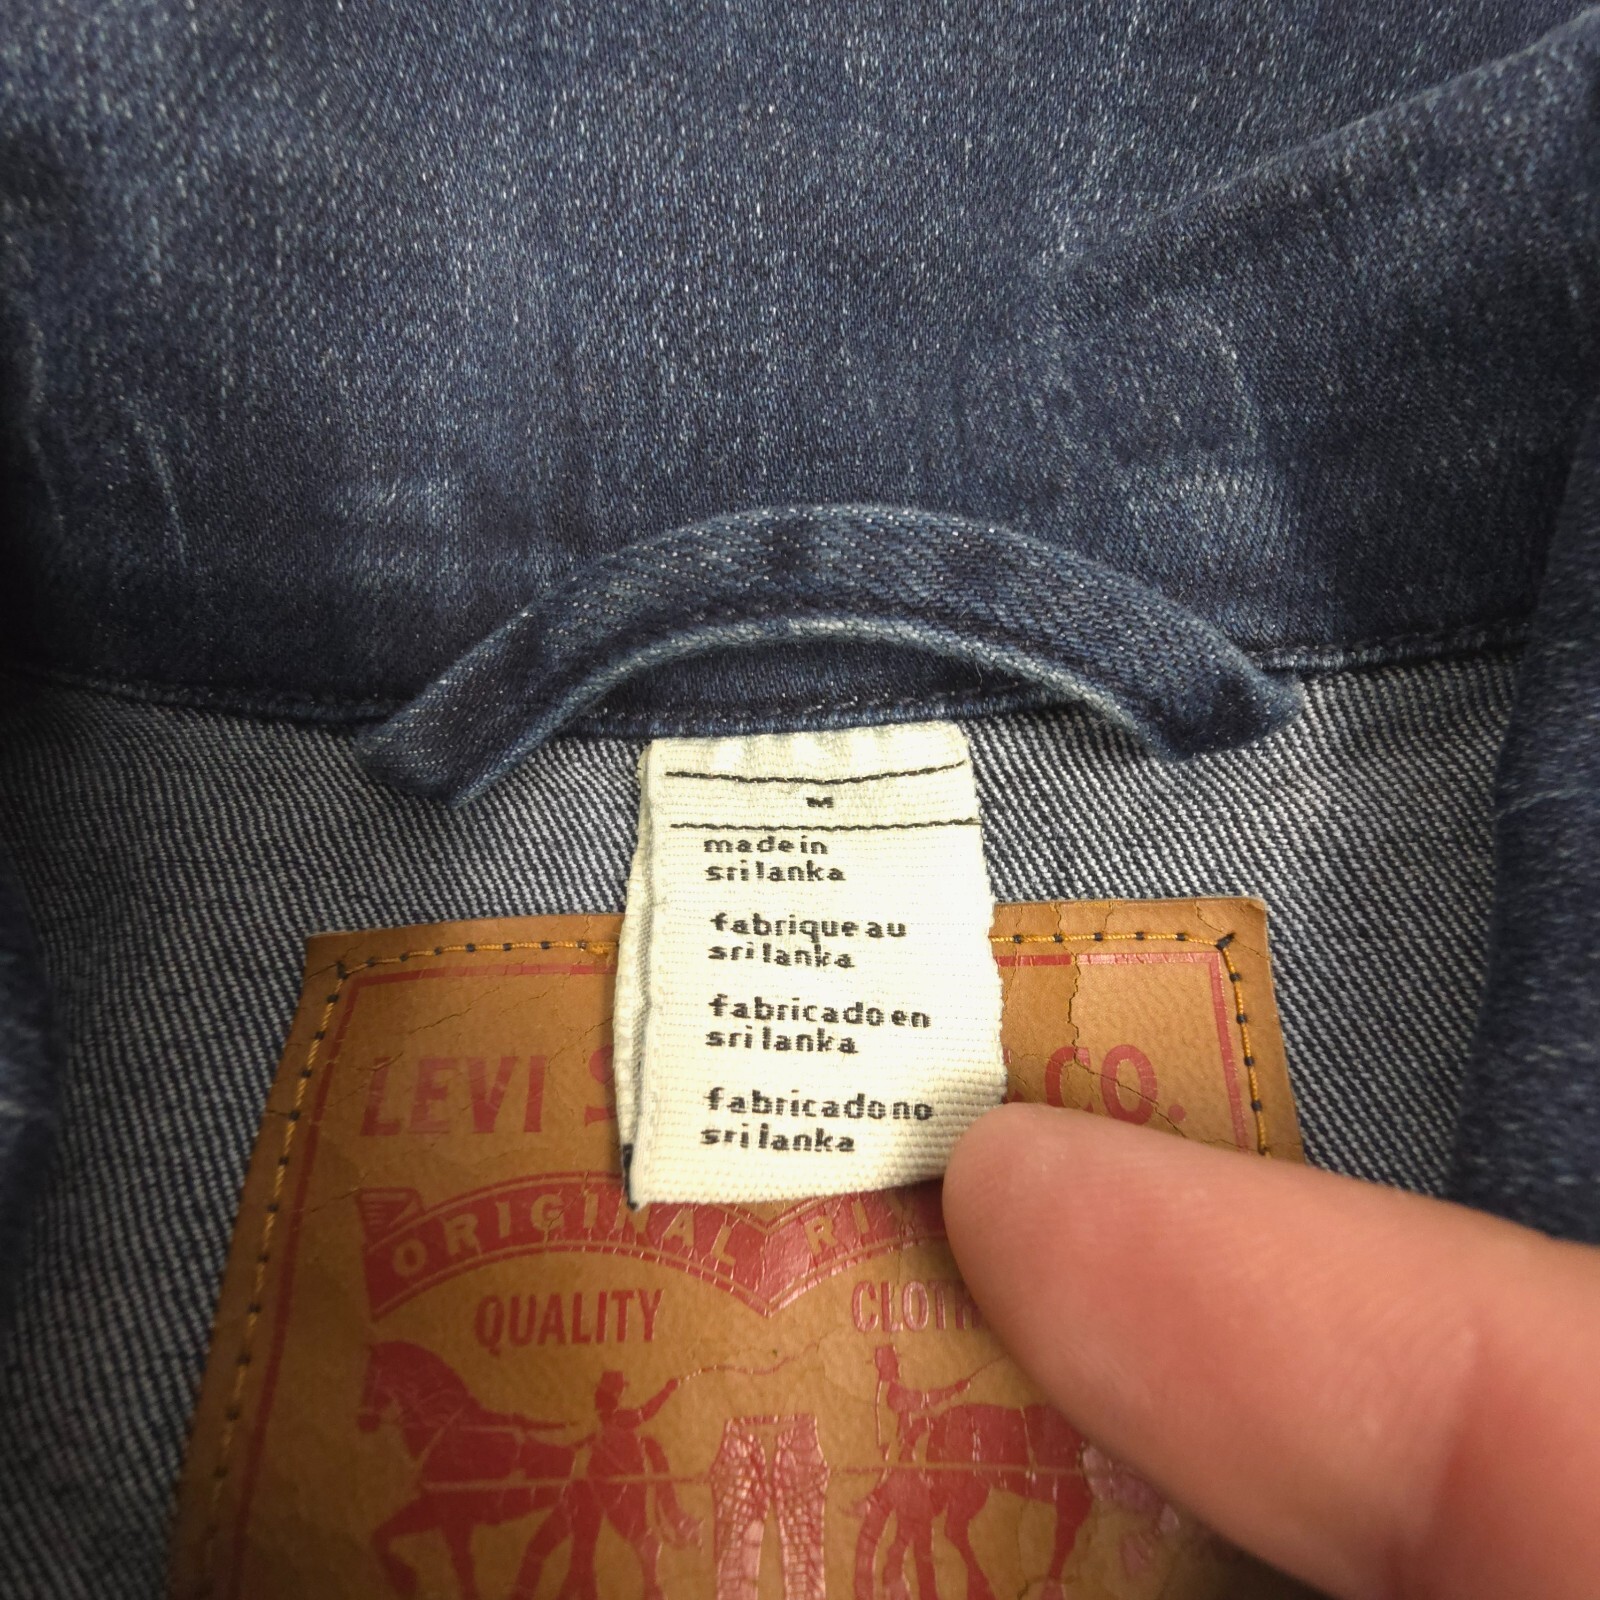 M
made in
sri lanka
fabrique au
sri lanka
fabricado en
sri lanka
fabricado no
sri lanka
LEVI CO.
ORIGINAL
QUALITY